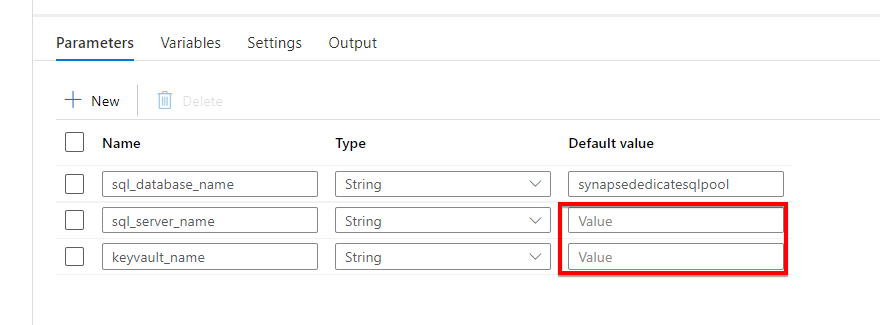 Parameters Variables Settings Output
New Delete
Name Type Default value
sql_database_name String synapsededicatesqlpool
sql_server_name String Value
keyvault_name String Value